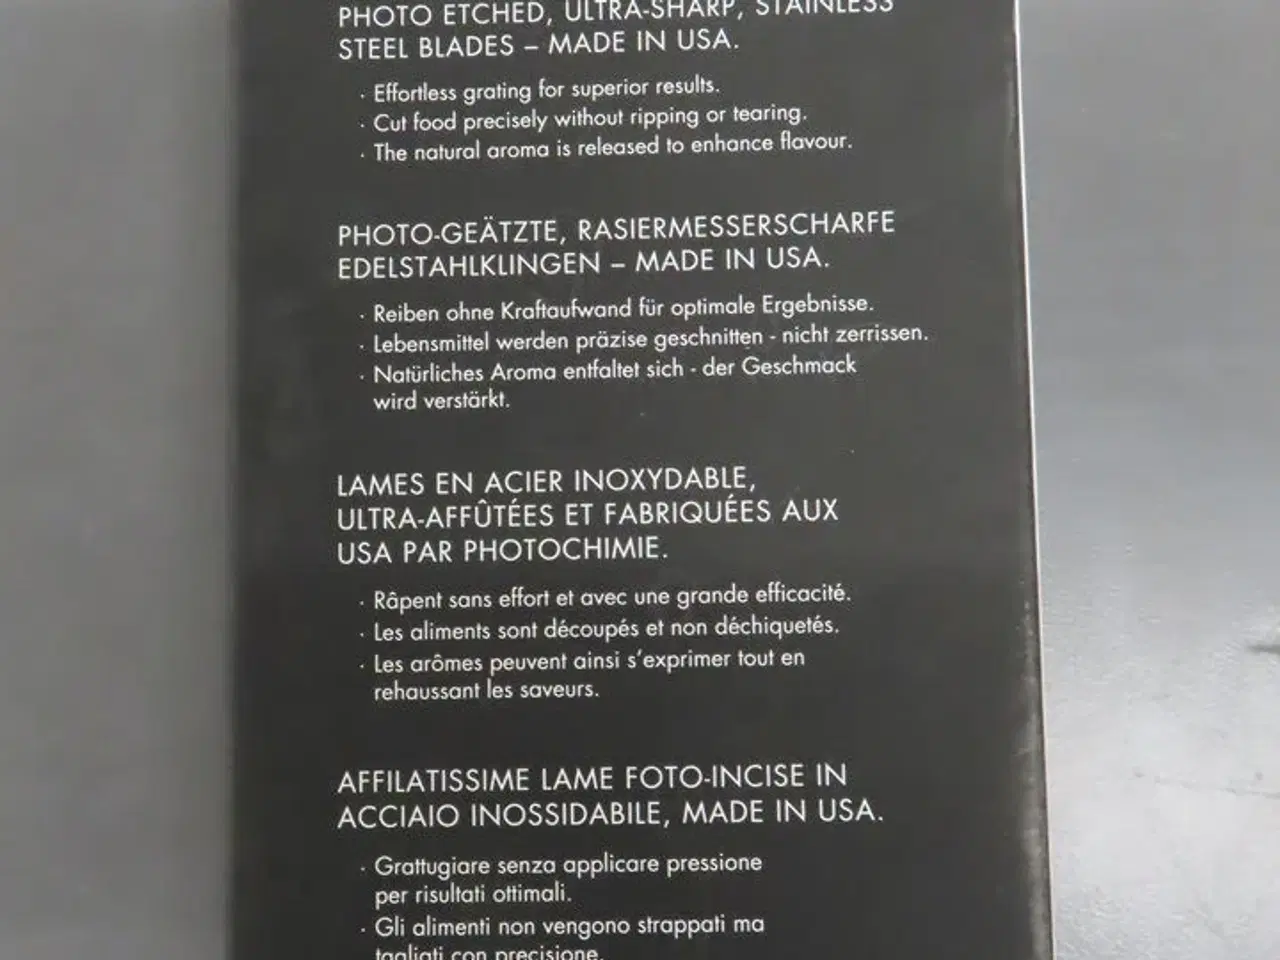 PHOTO ETCHED, ULTRA-SHARP, STAINLESS
STEEL BLADES – MADE IN USA.
· Effortless grating for superior results.
· Cut food precisely without ripping or tearing.
· The natural aroma is released to enhance flavour.
PHOTO-GEÄTZTE, RASIERMESSERSCHARFE
EDELSTAHLKLINGEN – MADE IN USA.
· Reiben ohne Kraftaufwand für optimale Ergebnisse.
· Lebensmittel werden präzise geschnitten - nicht zerrissen.
· Natürliches Aroma entfaltet sich - der Geschmack
wird verstärkt.
LAMES EN ACIER INOXYDABLE,
ULTRA-AFFÛTÉES ET FABRIQUÉES AUX
USA PAR PHOTOCHIMIE.
· Râpent sans effort et avec une grande efficacité.
· Les aliments sont découpés et non déchiquetés.
· Les arômes peuvent ainsi s’exprimer tout en
rehaussant les saveurs.
AFFILATISSIME LAME FOTO-INCISE IN
ACCIAIO INOSSIDABILE, MADE IN USA.
· Grattugiare senza applicare pressione
per risultati ottimali.
· Gli alimenti non vengono strappati ma
tagliati con precisione.